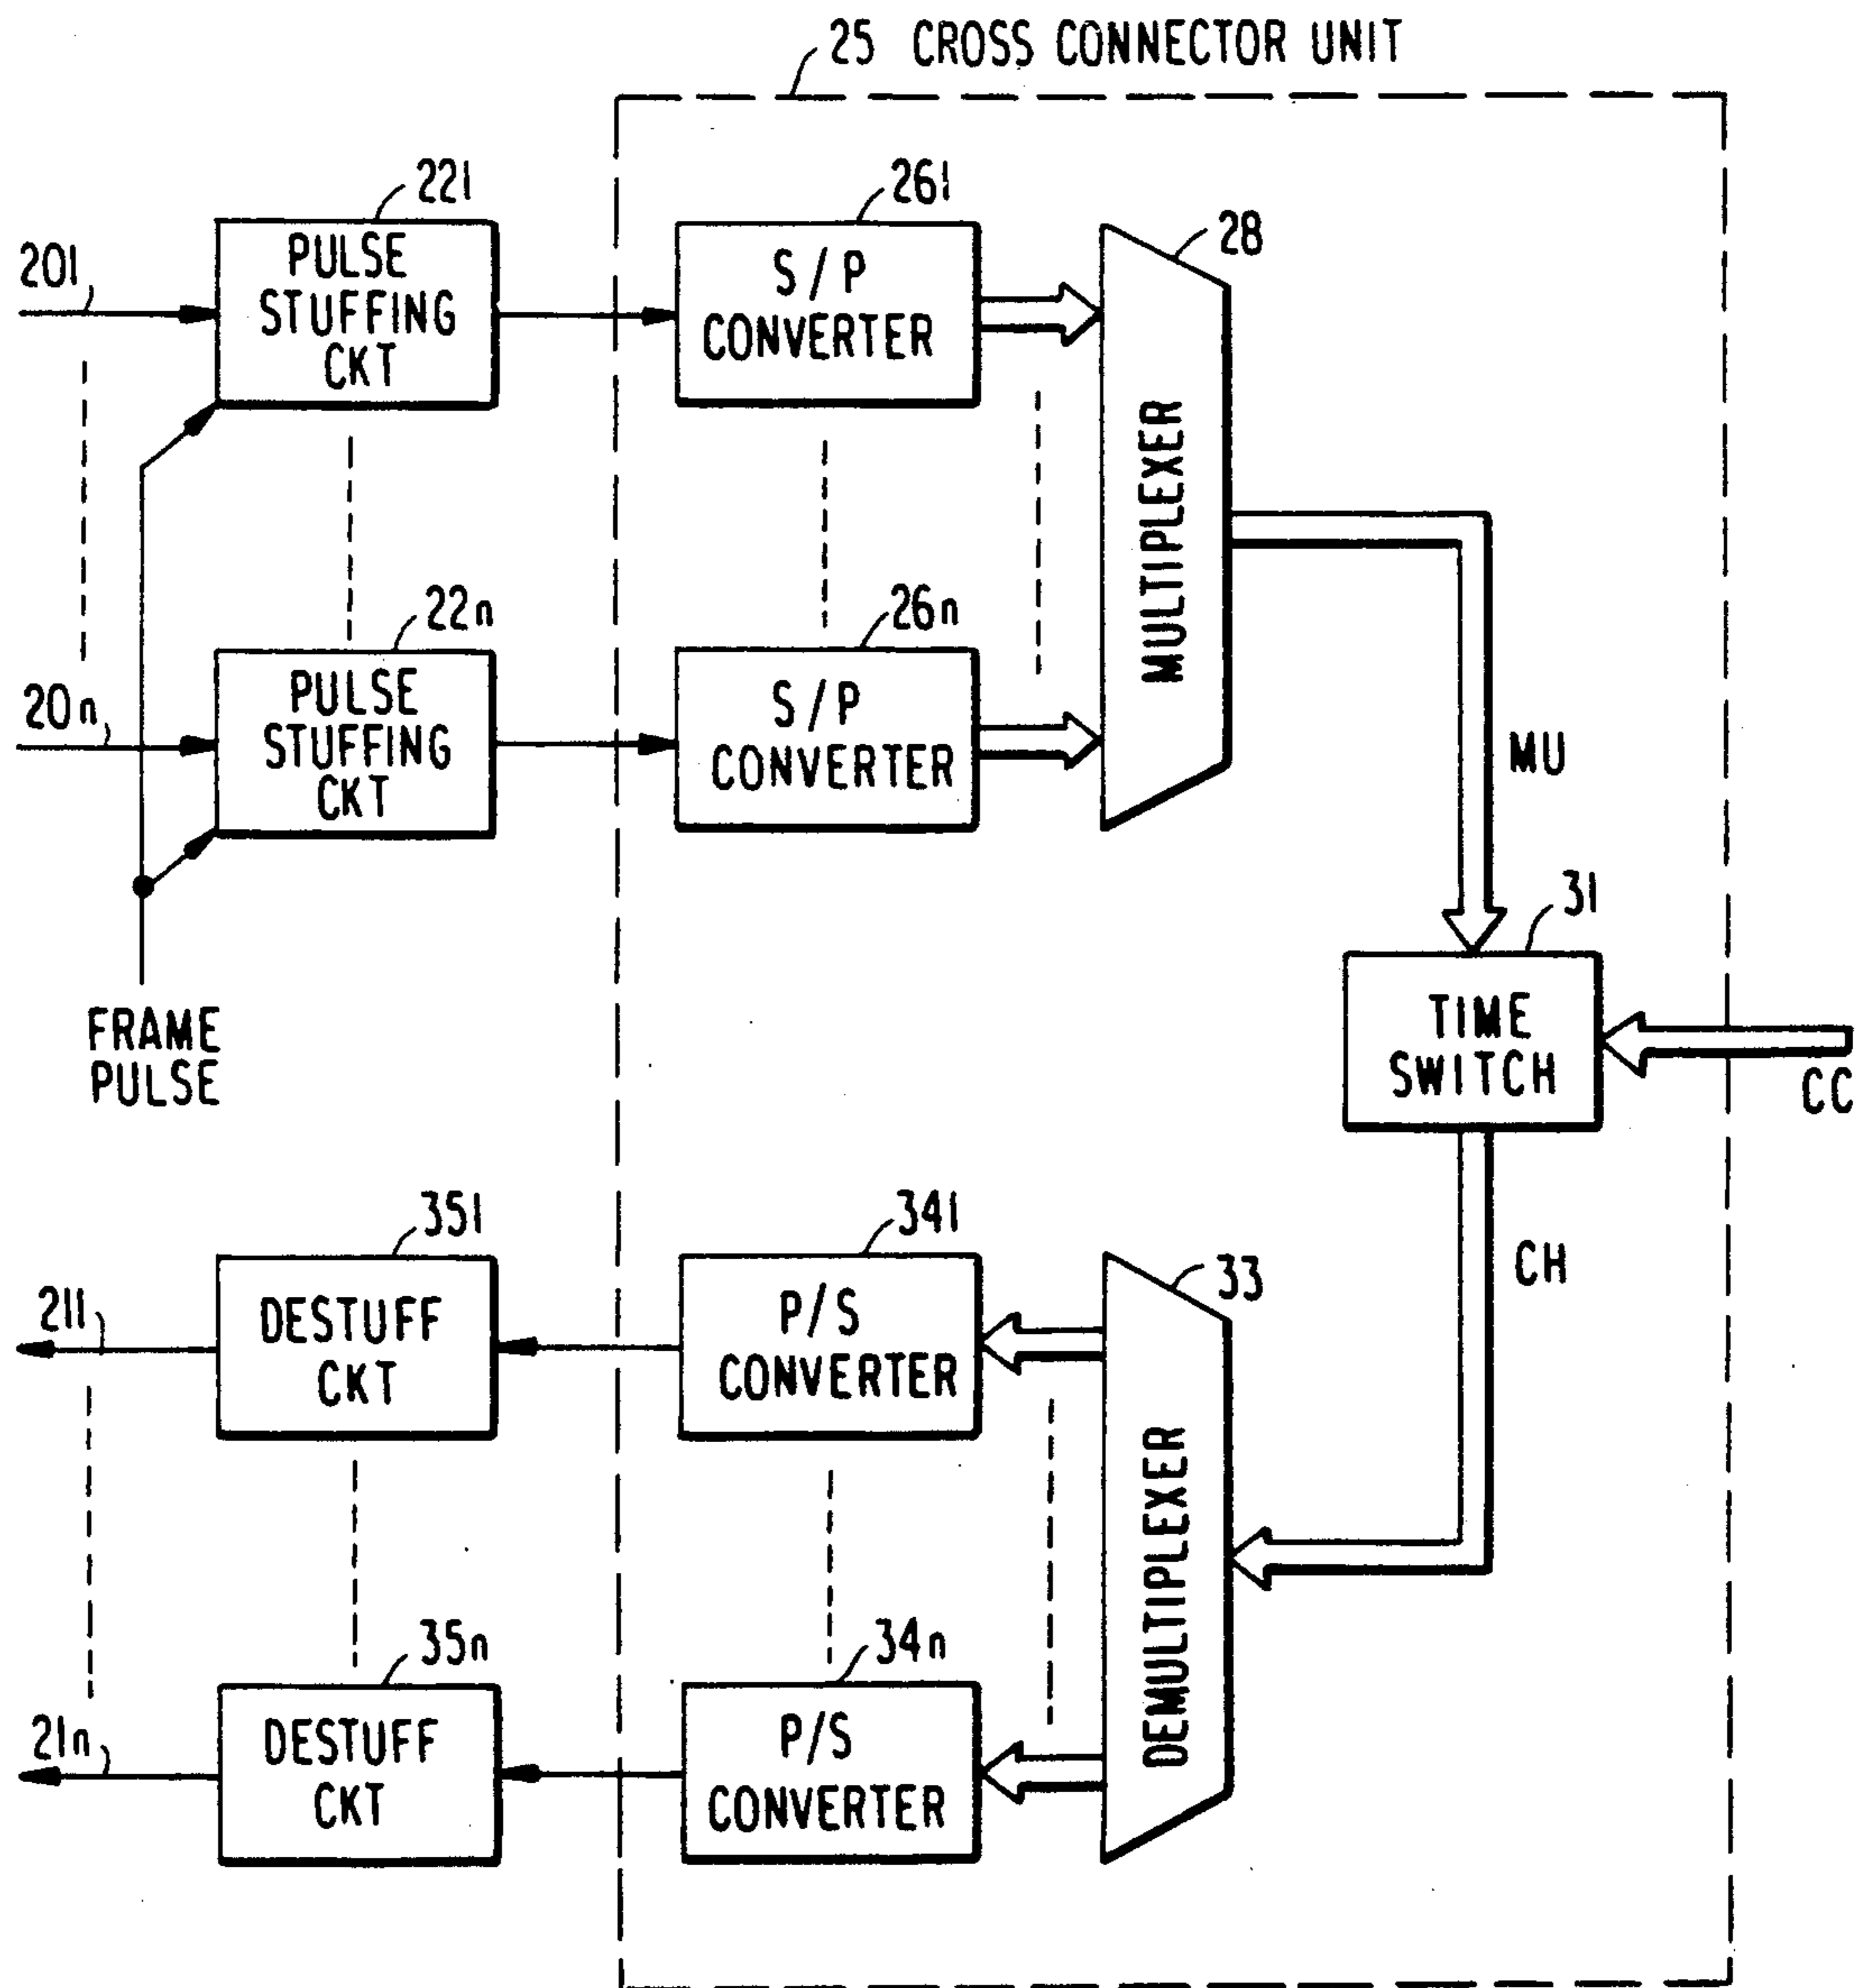 25 CROSS CONNECTOR UNIT
221
261
28
201
PULSE
STUFFING
CKT
S/P
CONVERTER
MULTIPLEXER
22n
26n
20n
PULSE
STUFFING
CKT
S/P
CONVERTER
MU
31
FRAME
PULSE
TIME
SWITCH
CC
351
341
33
CH
211
DESTUFF
CKT
P/S
CONVERTER
DEMULTIPLEXER
35n
34n
21n
DESTUFF
CKT
P/S
CONVERTER